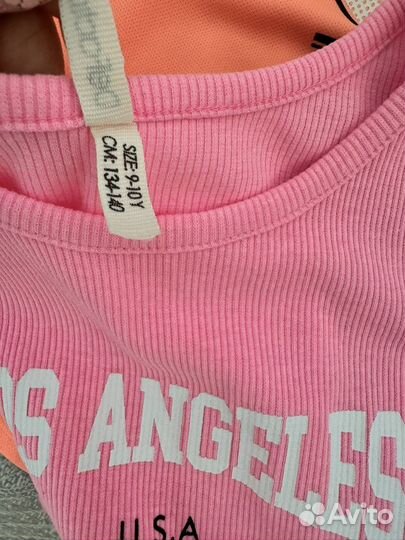 SIZE: 9-10 Y
CM: 134-140
OS ANGELES
U.S.A
Avito